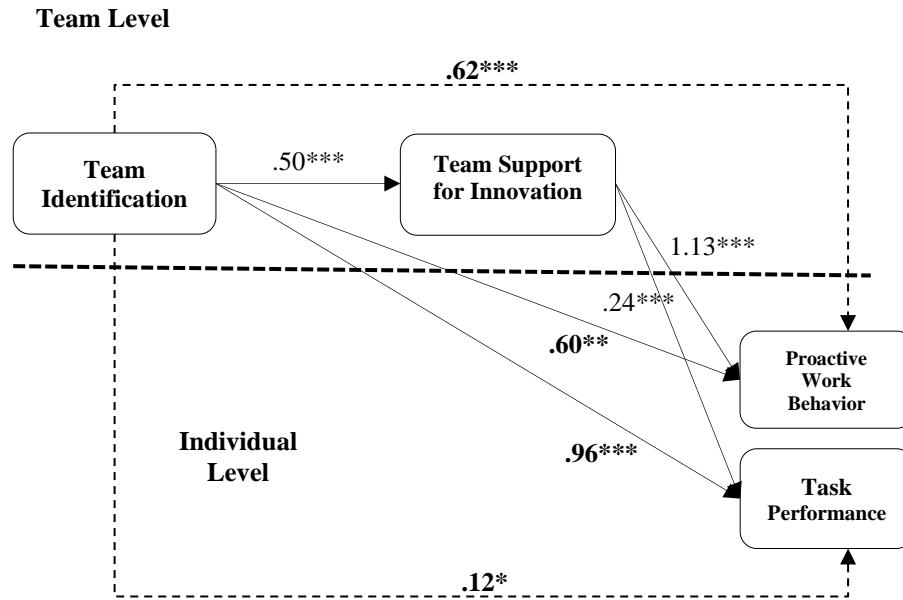 Team Level
.62***
Team
Identification
.50***
Team Support
for Innovation
1.13***
.24***
.60**
Proactive
Work
Behavior
Individual
Level
.96***
Task
Performance
.12*